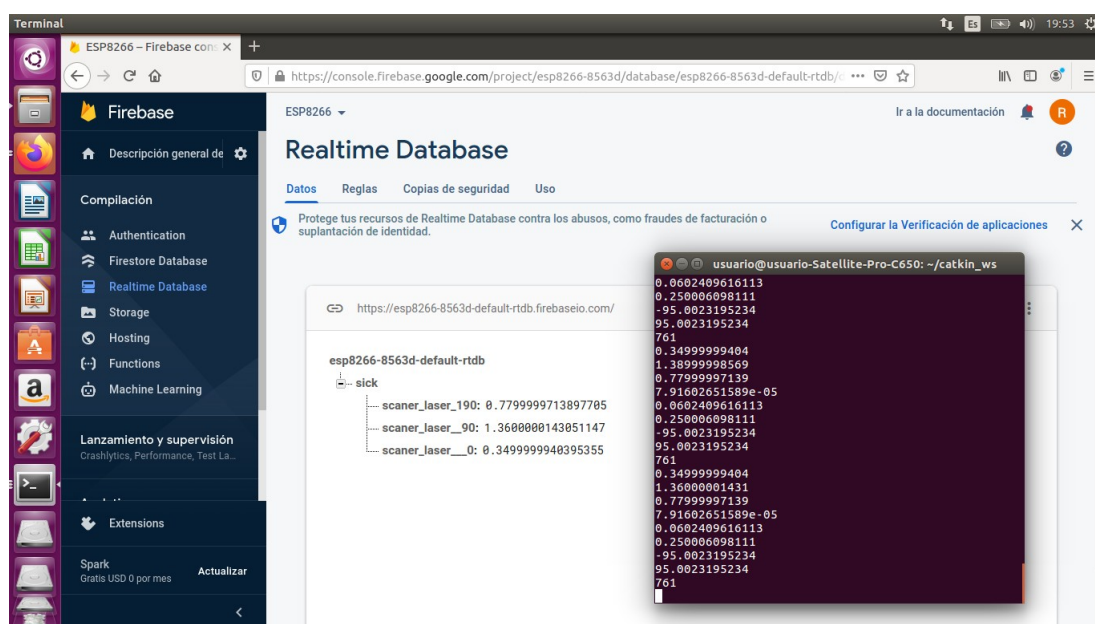 Terminal
Es
19:53
ESP8266 – Firebase cons
https://console.firebase.google.com/project/esp8266-8563d/database/esp8266-8563d-default-rtdb/
Firebase
Descripción general de
Compilación
Authentication
Firestore Database
Realtime Database
Storage
Hosting
Functions
Machine Learning
Lanzamiento y supervisión
Crashlytics, Performance, Test La…
Extensions
Spark
Gratis USD 0 por mes
Actualizar
ESP8266
Ir a la documentación
R
Realtime Database
Datos Reglas Copias de seguridad Uso
Protege tus recursos de Realtime Database contra los abusos, como fraudes de facturación o
suplantación de identidad.
Configurar la Verificación de aplicaciones
https://esp8266-8563d-default-rtdb.firebaseio.com/
esp8266-8563d-default-rtdb
sick
scaner_laser_190: 0.7799999713897705
scaner_laser__90: 1.3600000143051147
scaner_laser___0: 0.3499999940395355
usuario@usuario-Satellite-Pro-C650: ~/catkin_ws
0.0602409616113
0.250006098111
-95.0023195234
95.0023195234
761
0.34999999404
1.38999998569
0.77999997139
7.91602651589e-05
0.0602409616113
0.250006098111
-95.0023195234
95.0023195234
761
0.34999999404
1.36000001431
0.77999997139
7.91602651589e-05
0.0602409616113
0.250006098111
-95.0023195234
95.0023195234
761